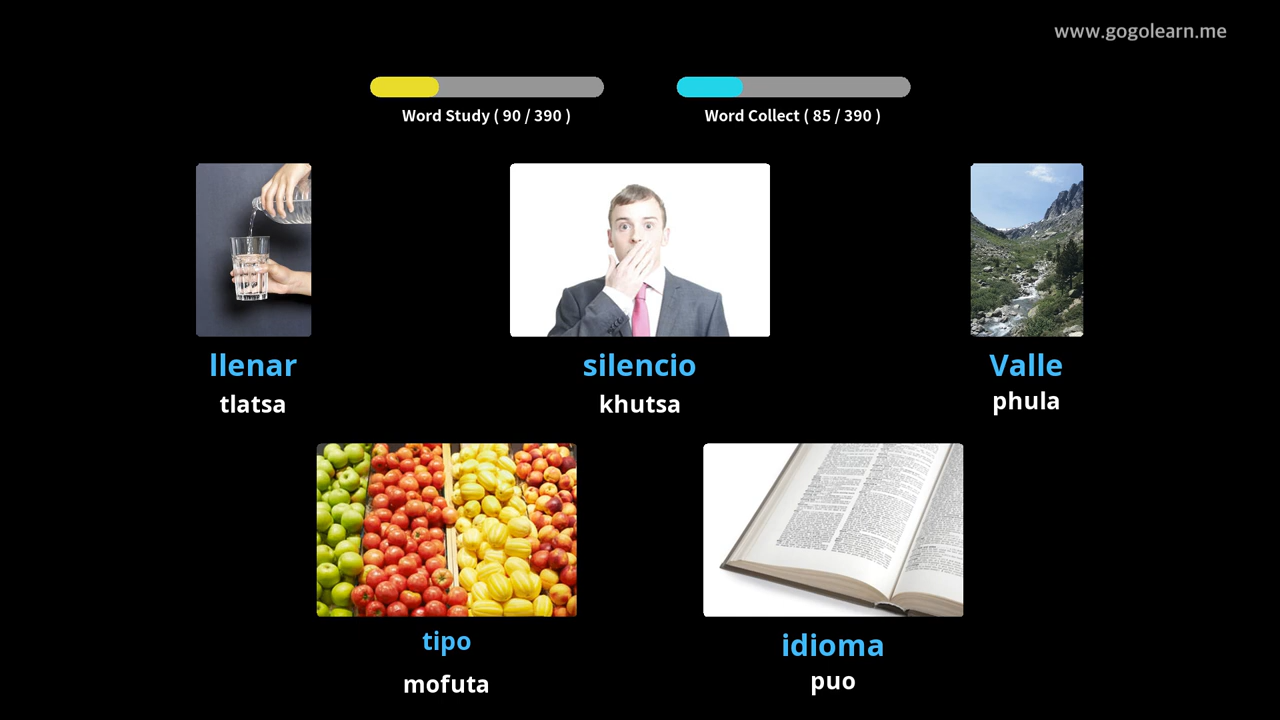 www.gogolearn.me
Word Study ( 90 / 390 )
Word Collect ( 85 / 390 )
llenar
tlatsa
silencio
khutsa
Valle
phula
tipo
mofuta
idioma
puo